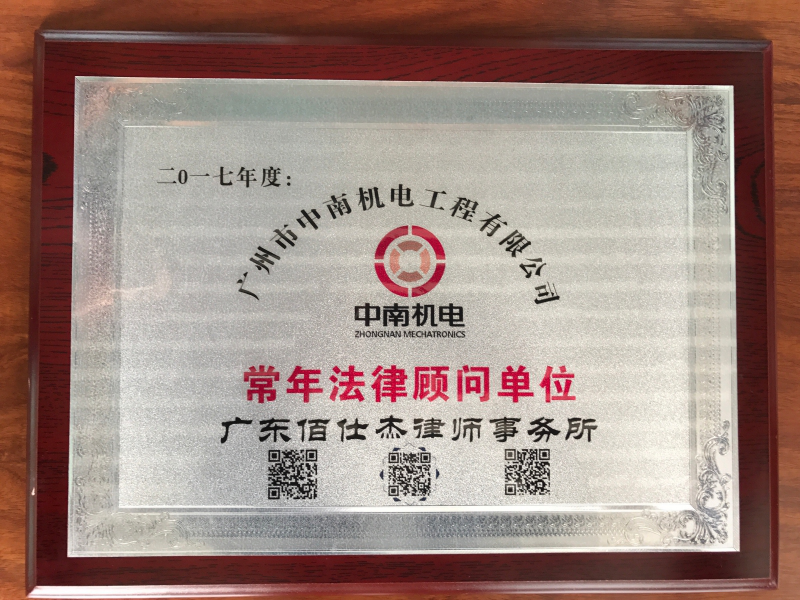 二0一七年度：
广州市中南机电工程有限公司
中南机电
ZHONGNAN MECHATRONICS
常年法律顾问单位
广东佰仕杰律师事务所